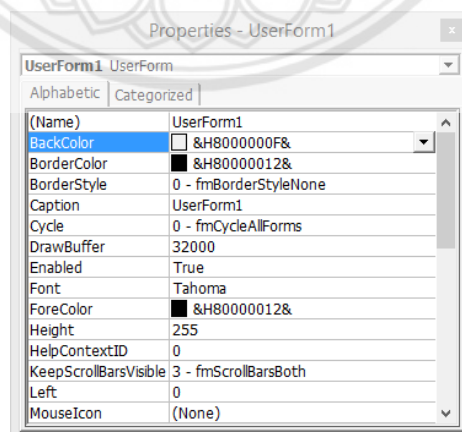 Properties - UserForm1
x
UserForm1 UserForm
Alphabetic Categorized
(Name) UserForm1
BackColor &H8000000F&
BorderColor &H80000012&
BorderStyle 0 - fmBorderStyleNone
Caption UserForm1
Cycle 0 - fmCycleAllForms
DrawBuffer 32000
Enabled True
Font Tahoma
ForeColor &H80000012&
Height 255
HelpContextID 0
KeepScrollBarsVisible 3 - fmScrollBarsBoth
Left 0
MouseIcon (None)